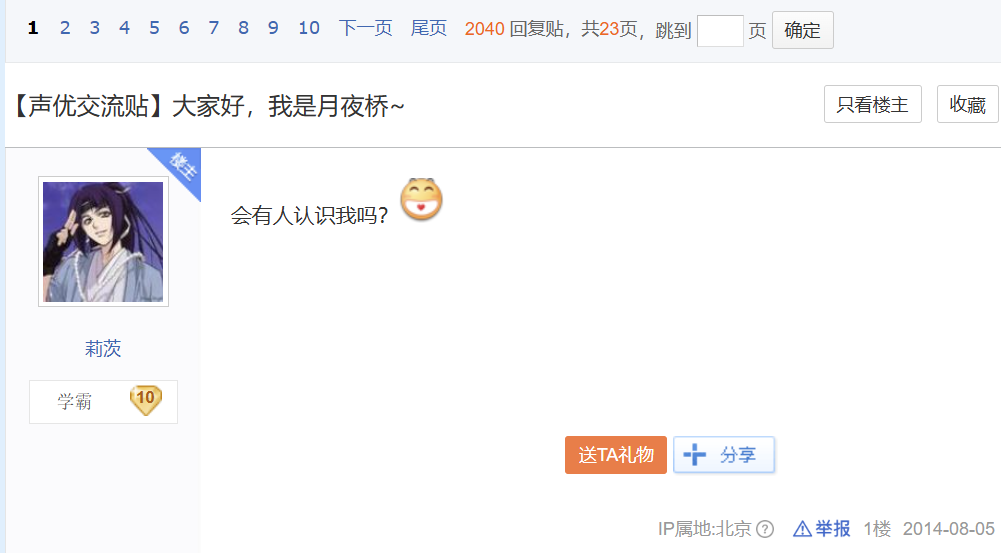 1 2 3 4 5 6 7 8 9 10 下一页 尾页 2040 回复贴，共23页，跳到 页 确定
【声优交流贴】大家好，我是月夜桥~ 只看楼主 收藏
楼主
会有人认识我吗？
莉茨
学霸 10
送TA礼物 分享
IP属地:北京 ? 举报 1楼 2014-08-05